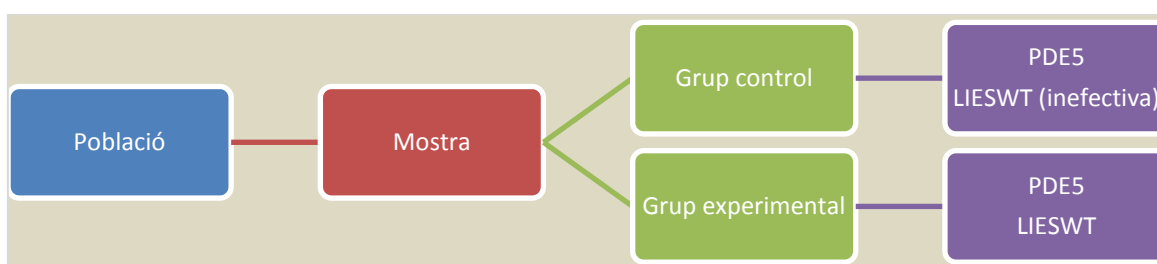 Població
Mostra
Grup control
PDE5
LIESWT (inefectiva)
Grup experimental
PDE5
LIESWT